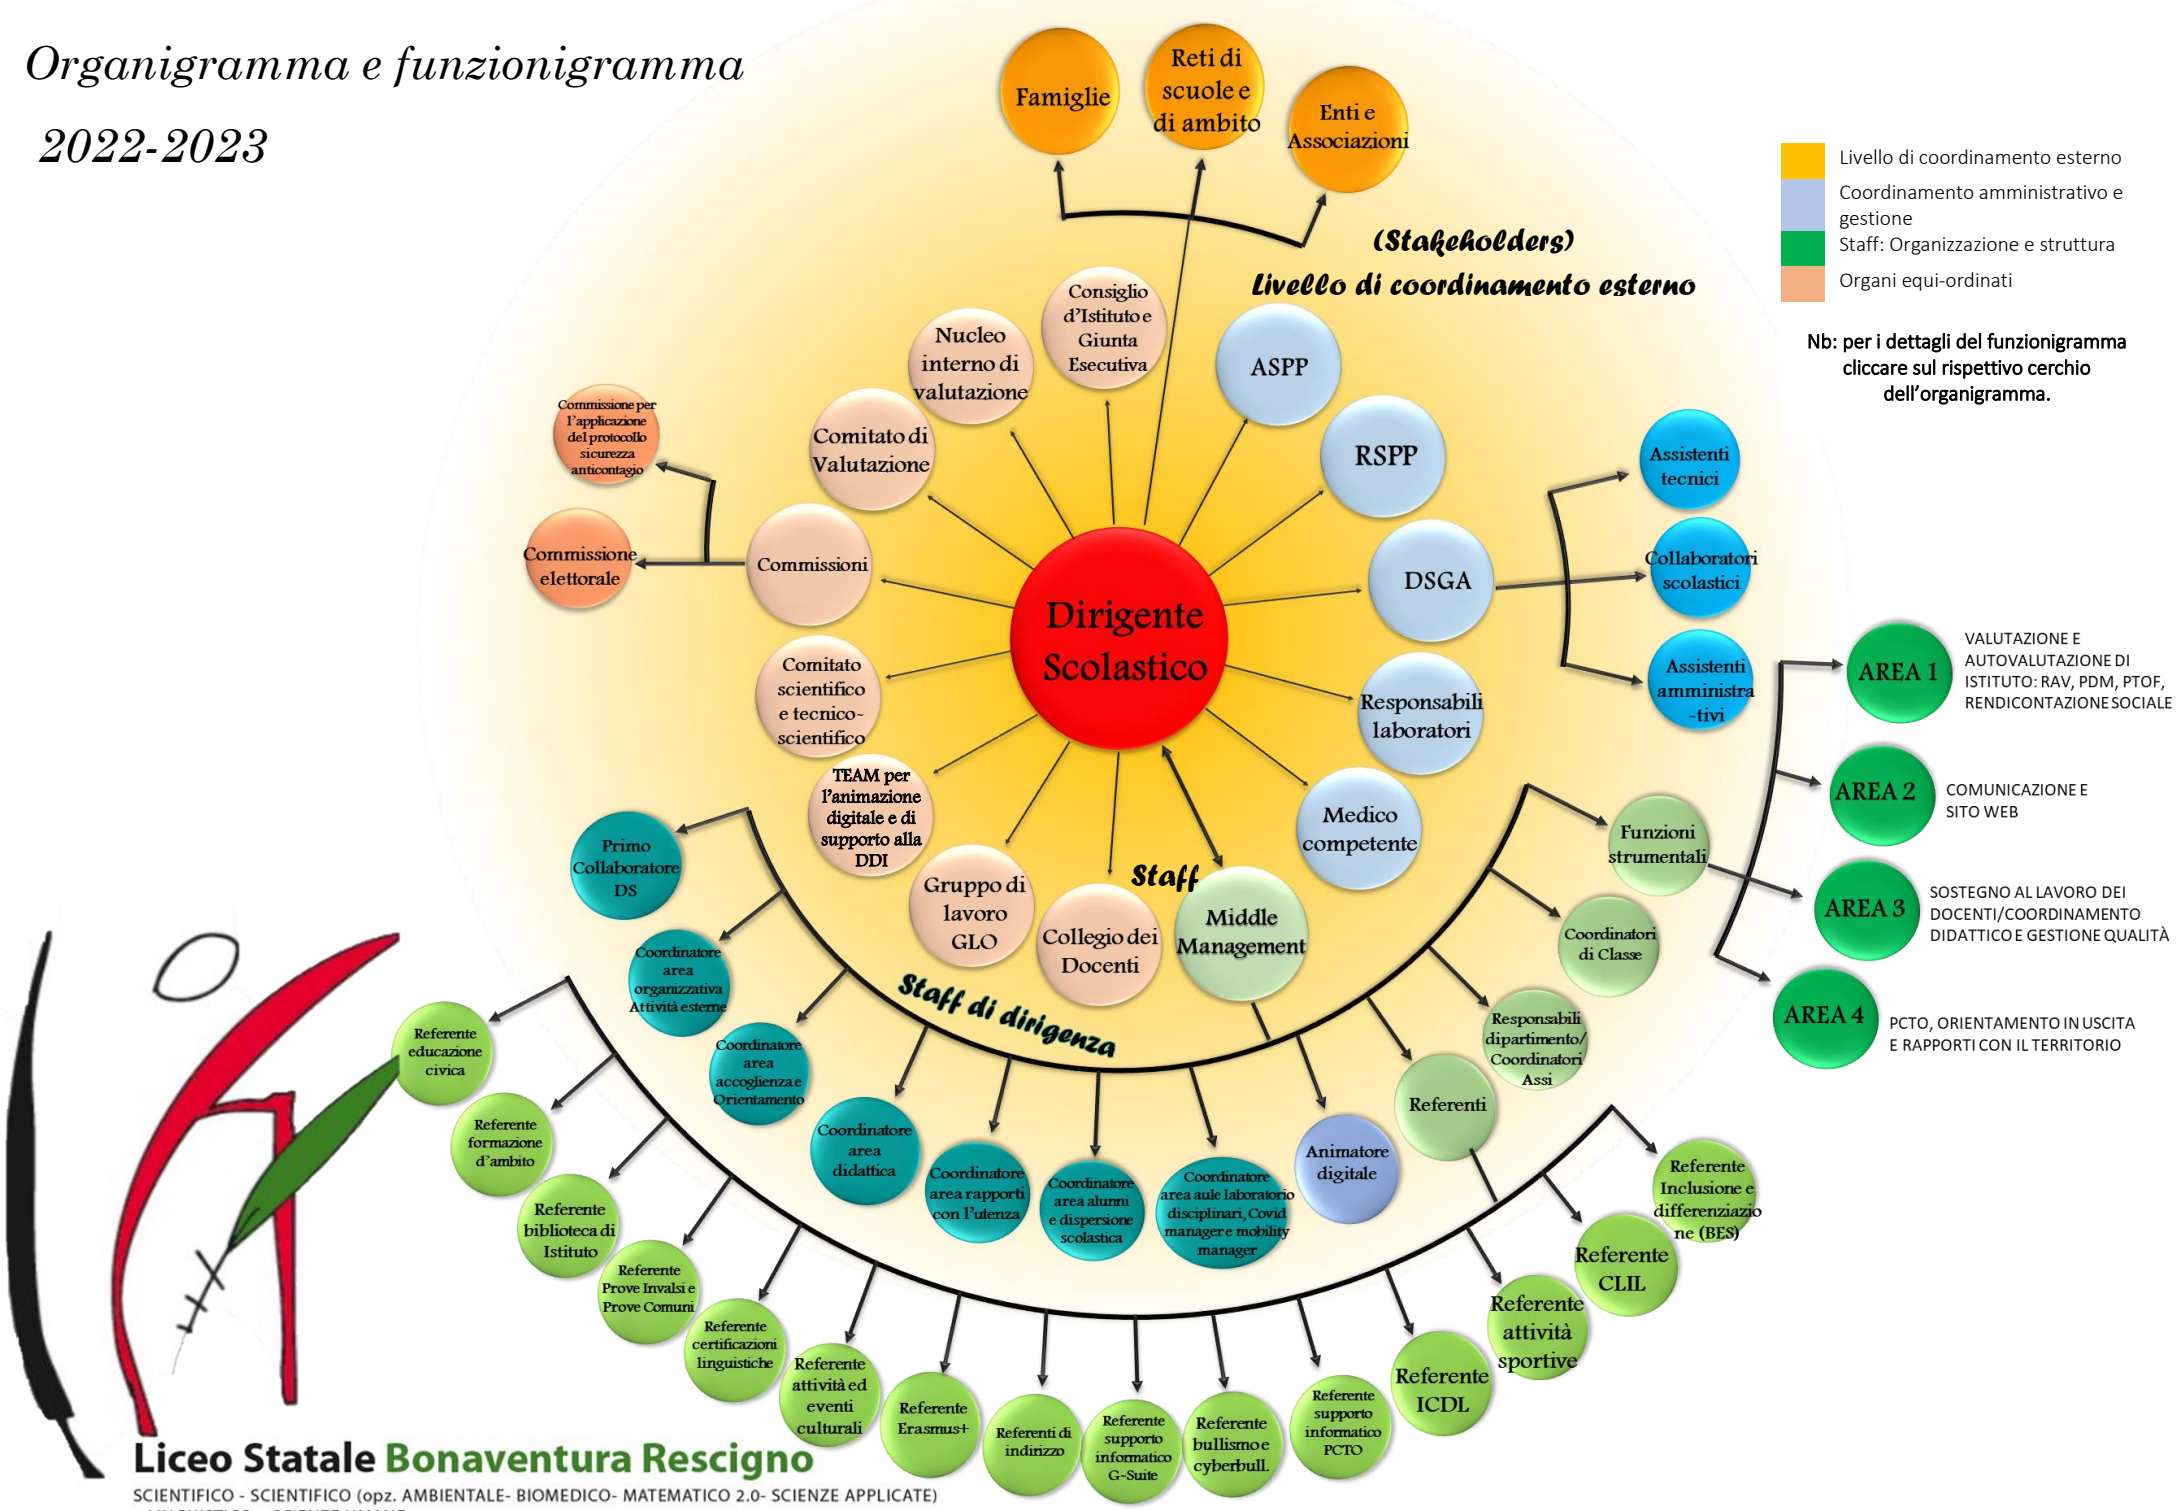 Organigramma e funzionigramma
2022-2023
Famiglie
Reti di
scuole e
di ambito
Enti e
Associazioni
(Stakeholders)
Livello di coordinamento esterno
Livello di coordinamento esterno
Coordinamento amministrativo e
gestione
Staff: Organizzazione e struttura
Organi equi-ordinati
Nb: per i dettagli del funzionigramma
cliccare sul rispettivo cerchio
dell'organigramma.
Consiglio
d'Istituto e
Giunta
Esecutiva
Nucleo
interno di
valutazione
Comitato di
Valutazione
Commissioni
Commissione per
l'applicazione
del protocollo
sicurezza
anticontagio
Commissione
elettorale
Comitato
scientifico
e tecnico-
scientifico
TEAM per
l'animazione
digitale e di
supporto alla
DDI
Gruppo di
lavoro
GLO
Collegio dei
Docenti
Dirigente
Scolastico
ASPP
RSPP
DSGA
Responsabili
laboratori
Medico
competente
Staff
Middle
Management
Assistenti
tecnici
Collaboratori
scolastici
Assistenti
amministra
-tivi
AREA 1
VALUTAZIONE E
AUTOVALUTAZIONE DI
ISTITUTO: RAV, PDM, PTOF,
RENDICONTAZIONE SOCIALE
AREA 2
COMUNICAZIONE E
SITO WEB
AREA 3
SOSTEGNO AL LAVORO DEI
DOCENTI/COORDINAMENTO
DIDATTICO E GESTIONE QUALITÀ
AREA 4
PCTO, ORIENTAMENTO IN USCITA
E RAPPORTI CON IL TERRITORIO
Staff di dirigenza
Primo
Collaboratore
DS
Coordinatore
area
organizzativa
Attività esterne
Coordinatore
area
accoglienza e
Orientamento
Coordinatore
area
didattica
Coordinatore
area rapporti
con l'utenza
Coordinatore
area alunni
e dispersione
scolastica
Coordinatore
area aule laboratorio
disciplinari, Covid
manager e mobility
manager
Animatore
digitale
Referenti
Responsabili
dipartimento/
Coordinatori
Assi
Coordinatori
di Classe
Funzioni
strumentali
Referente
educazione
civica
Referente
formazione
d'ambito
Referente
biblioteca di
Istituto
Referente
Prove Invalsi e
Prove Comuni
Referente
certificazioni
linguistiche
Referente
attività ed
eventi
culturali
Referente
Erasmus+
Referenti di
indirizzo
Referente
supporto
informatico
G-Suite
Referente
bullismo e
cyberbull.
Referente
supporto
informatico
PCTO
Referente
ICDL
Referente
attività
sportive
Referente
CLIL
Referente
Inclusione e
differenziazio
ne (BES)
Liceo Statale Bonaventura Rescigno
SCIENTIFICO - SCIENTIFICO (opz. AMBIENTALE- BIOMEDICO- MATEMATICO 2.0- SCIENZE APPLICATE)